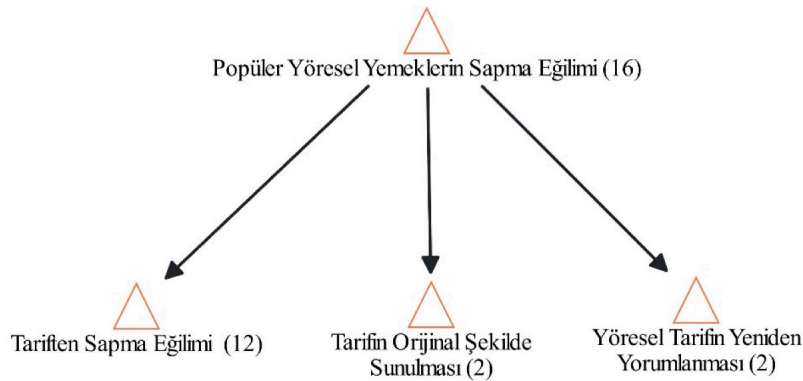 Popüler Yöresel Yemeklerin Sapma Eğilimi (16)
Tariften Sapma Eğilimi (12)
Tarifin Orijinal Şekilde
Sunulması (2)
Yöresel Tarifin Yeniden
Yorumlanması (2)